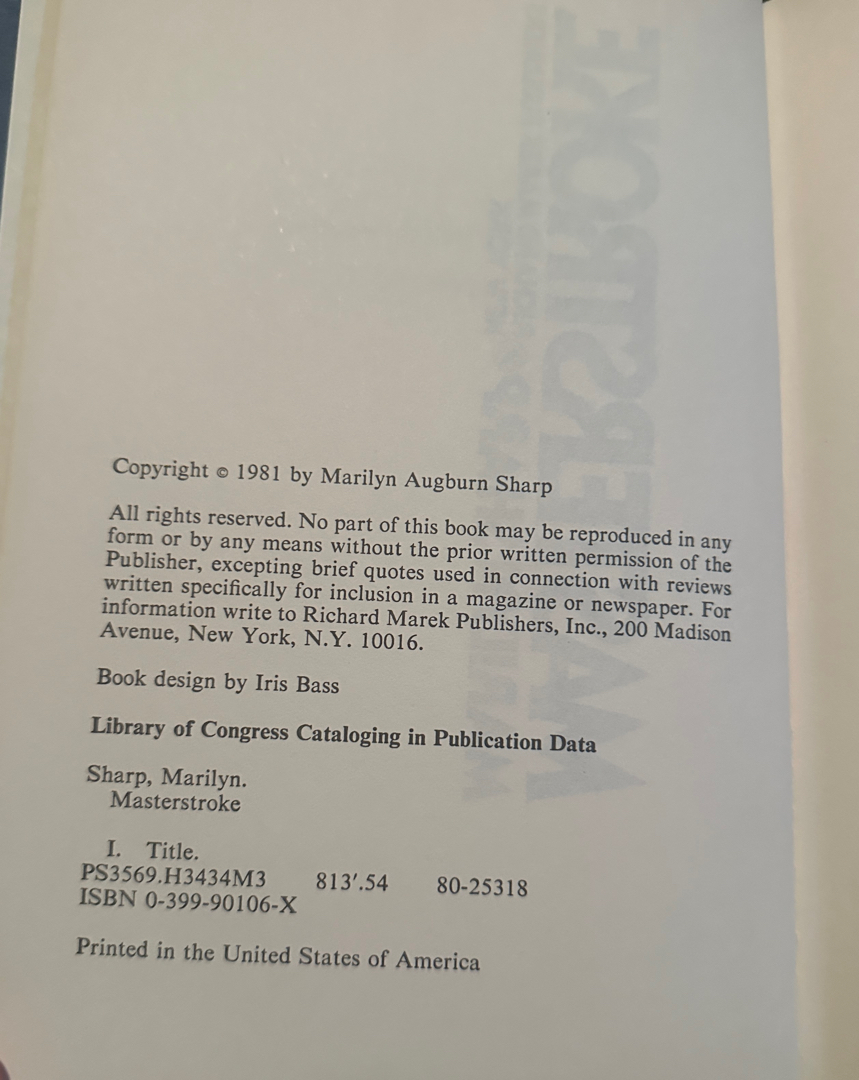 Copyright © 1981 by Marilyn Augburn Sharp
All rights reserved. No part of this book may be reproduced in any
form or by any means without the prior written permission of the
Publisher, excepting brief quotes used in connection with reviews
written specifically for inclusion in a magazine or newspaper. For
information write to Richard Marek Publishers, Inc., 200 Madison
Avenue, New York, N.Y. 10016.
Book design by Iris Bass
Library of Congress Cataloging in Publication Data
Sharp, Marilyn.
Masterstroke
I. Title.
PS3569.H3434M3 813′.54 80-25318
ISBN 0-399-90106-X
Printed in the United States of America
MASTERSTROKE